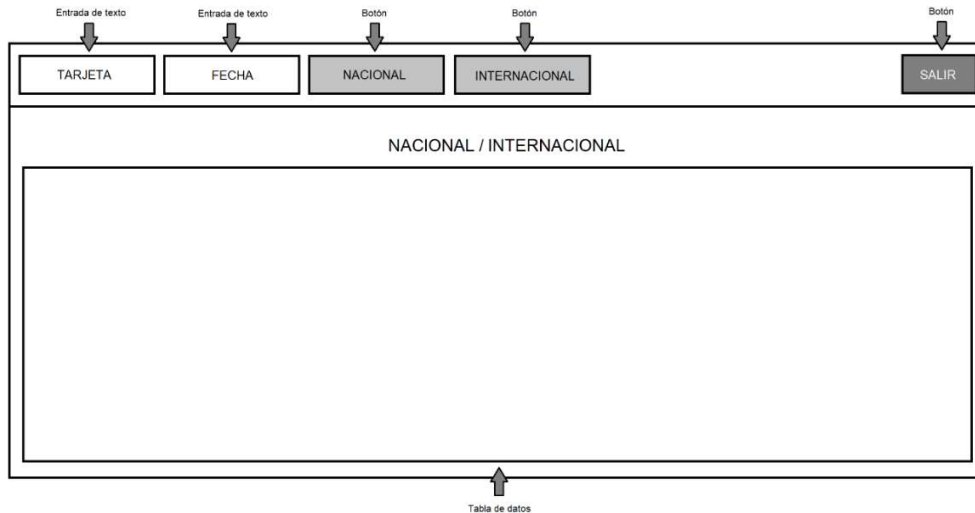 Entrada de texto
Entrada de texto
Botón
Botón
Botón
TARJETA
FECHA
NACIONAL
INTERNACIONAL
SALIR
NACIONAL / INTERNACIONAL
Tabla de datos